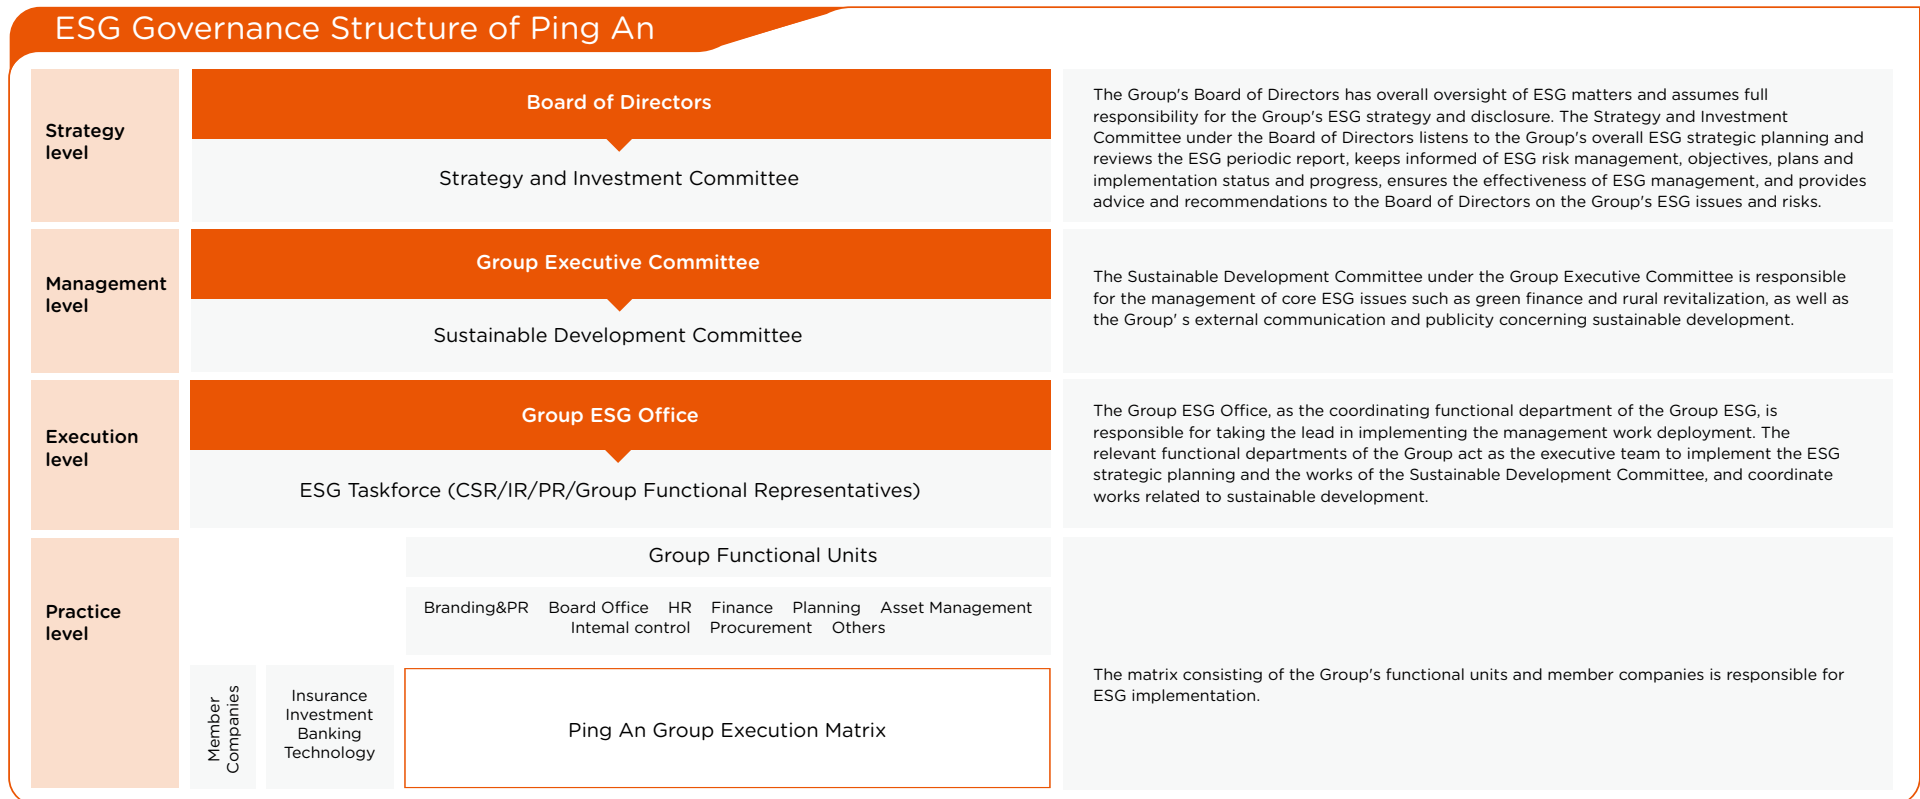 ESG Governance Structure of Ping An
Strategy
level
Board of Directors
Strategy and Investment Committee
The Group's Board of Directors has overall oversight of ESG matters and assumes full
responsibility for the Group's ESG strategy and disclosure. The Strategy and Investment
Committee under the Board of Directors listens to the Group's overall ESG strategic planning and
reviews the ESG periodic report, keeps informed of ESG risk management, objectives, plans and
implementation status and progress, ensures the effectiveness of ESG management, and provides
advice and recommendations to the Board of Directors on the Group's ESG issues and risks.
Management
level
Group Executive Committee
Sustainable Development Committee
The Sustainable Development Committee under the Group Executive Committee is responsible
for the management of core ESG issues such as green finance and rural revitalization, as well as
the Group' s external communication and publicity concerning sustainable development.
Execution
level
Group ESG Office
ESG Taskforce (CSR/IR/PR/Group Functional Representatives)
The Group ESG Office, as the coordinating functional department of the Group ESG, is
responsible for taking the lead in implementing the management work deployment. The
relevant functional departments of the Group act as the executive team to implement the ESG
strategic planning and the works of the Sustainable Development Committee, and coordinate
works related to sustainable development.
Practice
level
Group Functional Units
Branding&PR Board Office HR Finance Planning Asset Management
Intemal control Procurement Others
Member
Companies
Insurance
Investment
Banking
Technology
Ping An Group Execution Matrix
The matrix consisting of the Group's functional units and member companies is responsible for
ESG implementation.